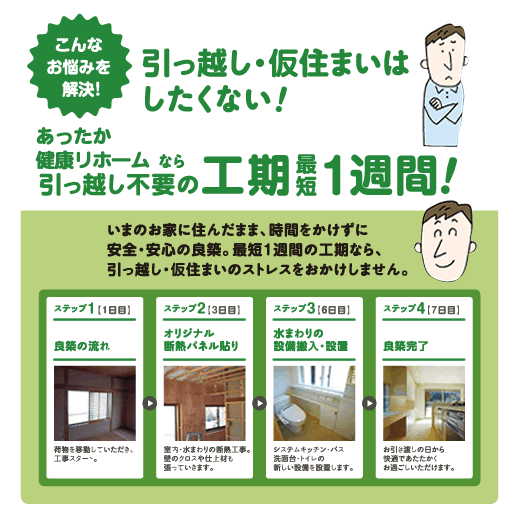 こんな
お悩みを
解決!
引っ越し・仮住まいは
したくない!
あったか
健康リホーム なら
引っ越し不要の工期最短1週間!
いまのお家に住んだまま、時間をかけずに
安全・安心の良築。最短1週間の工期なら、
引っ越し・仮住まいのストレスをおかけしません。
ステップ1【1日目】
良築の流れ
荷物を移動していただき、
工事スタート。
ステップ2【3日目】
オリジナル
断熱パネル貼り
室内・水まわりの断熱工事。
壁のクロスや仕上材も
張っていきます。
ステップ3【6日目】
水まわりの
設備搬入・設置
システムキッチン・バス
洗面台・トイレの
新しい設備を設置します。
ステップ4【7日目】
良築完了
お引き渡しの日から
快適であたたかく
お過ごしいただけます。